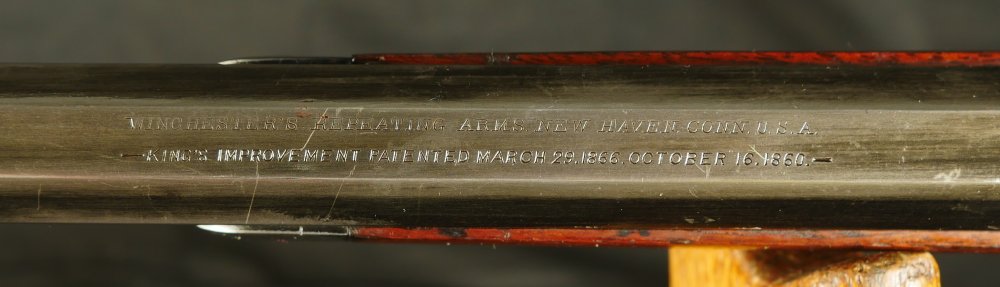 WINCHESTER'S REPEATING ARMS, NEW HAVEN, CONN. U.S.A.
—KING'S IMPROVEMENT PATENTED MARCH 29, 1866. OCTOBER 16, 1860.—